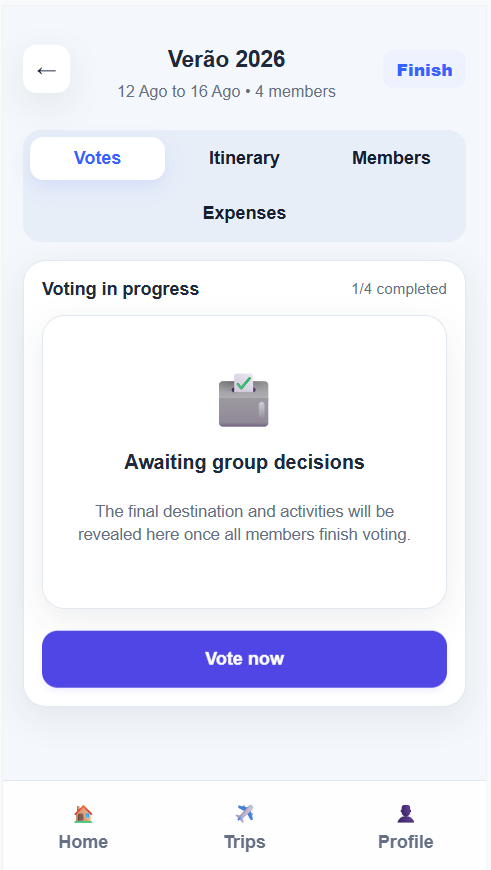 ←
Verão 2026
12 Ago to 16 Ago • 4 members
Finish
Votes
Itinerary
Members
Expenses
Voting in progress
1/4 completed
Awaiting group decisions
The final destination and activities will be
revealed here once all members finish voting.
Vote now
Home
Trips
Profile